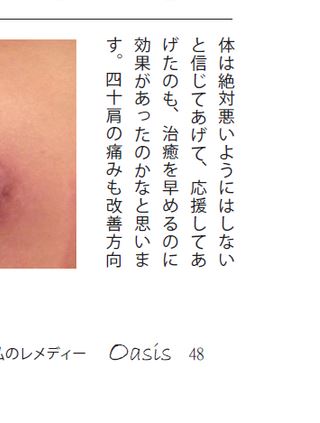 体は絶対悪いようにはしない
と信じてあげて、応援してあ
げたのも、治癒を早めるのに
効果があったのかなと思いま
す。四十肩の痛みも改善方向
のレメディー Oasis 48